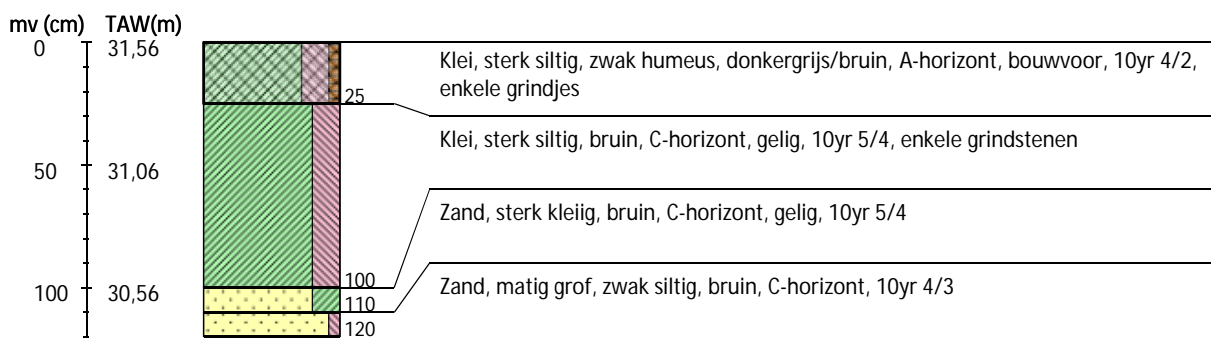 mv (cm) TAW(m)
0 31,56
Klei, sterk siltig, zwak humeus, donkergrijs/bruin, A-horizont, bouwvoor, 10yr 4/2,
enkele grindjes
25
Klei, sterk siltig, bruin, C-horizont, gelig, 10yr 5/4, enkele grindstenen
50 31,06
Zand, sterk kleiig, bruin, C-horizont, gelig, 10yr 5/4
100
Zand, matig grof, zwak siltig, bruin, C-horizont, 10yr 4/3
100 30,56
110
120